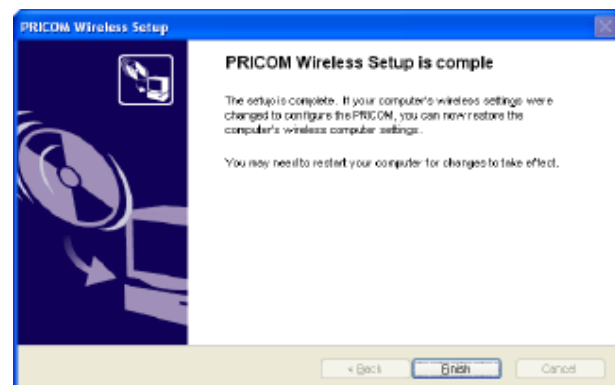 PRICOM Wireless Setup
PRICOM Wireless Setup is comple
The setup is complete. If your computer's wireless settings were
changed to configure the PRICOM, you can now restore the
computer's wireless computer settings.
You may need to restart your computer for changes to take effect.
< Back Finish Cancel